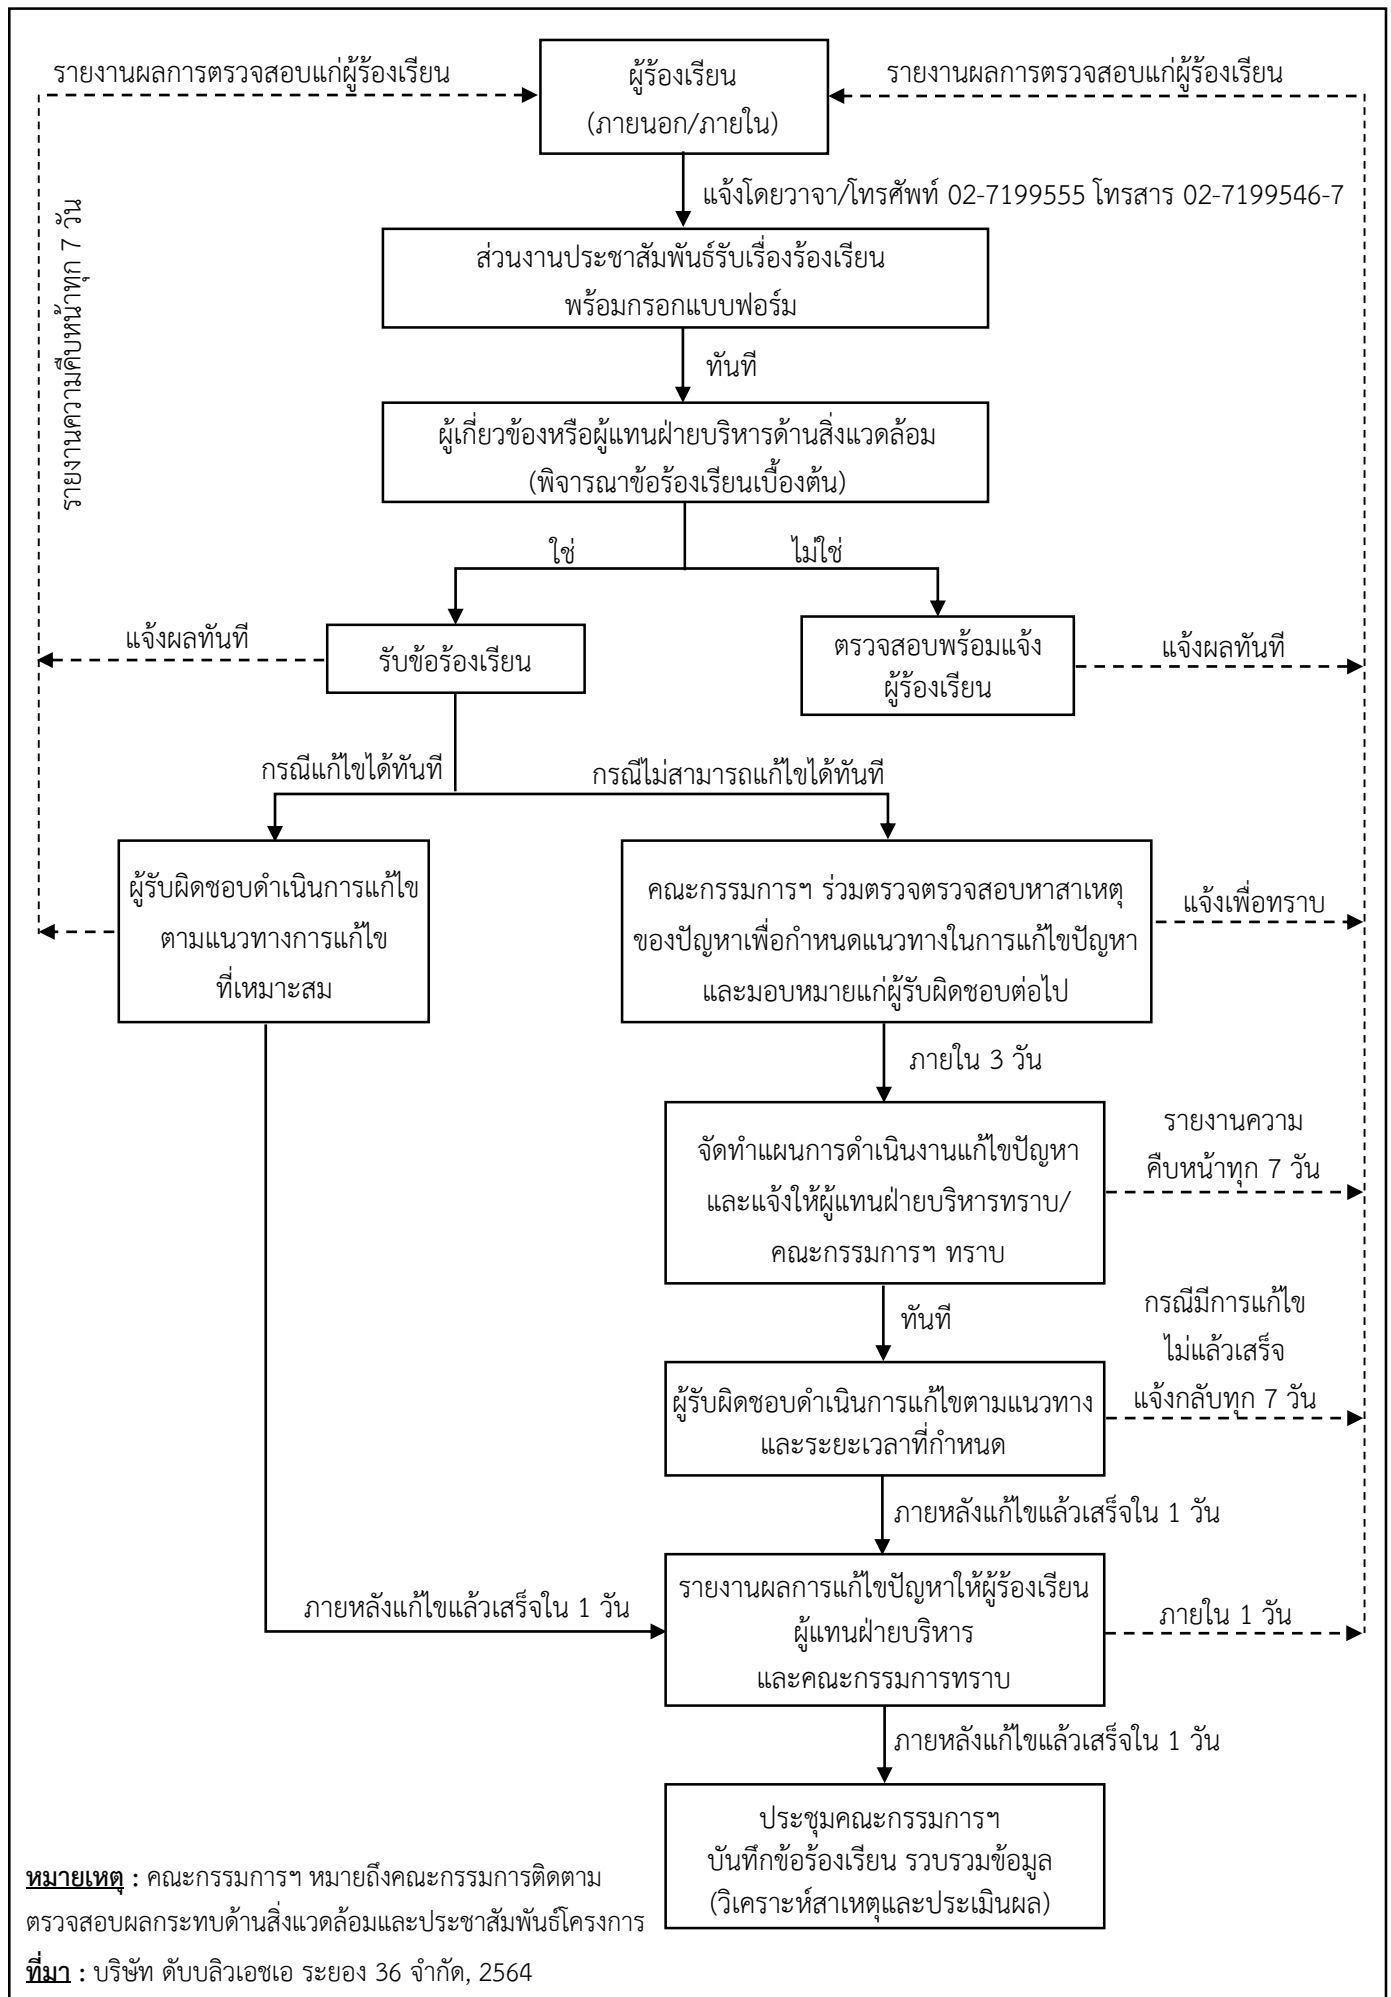 รายงานผลการตรวจสอบแก่ผู้ร้องเรียน
ผู้ร้องเรียน
(ภายนอก/ภายใน)
รายงานผลการตรวจสอบแก่ผู้ร้องเรียน
แจ้งโดยวาจา/โทรศัพท์ 02-7199555 โทรสาร 02-7199546-7
รายงานความคืบหน้าทุก 7 วัน
ส่วนงานประชาสัมพันธ์รับเรื่องร้องเรียน
พร้อมกรอกแบบฟอร์ม
ทันที
ผู้เกี่ยวข้องหรือผู้แทนฝ่ายบริหารด้านสิ่งแวดล้อม
(พิจารณาข้อร้องเรียนเบื้องต้น)
ใช่
ไม่ใช่
แจ้งผลทันที
รับข้อร้องเรียน
ตรวจสอบพร้อมแจ้ง
ผู้ร้องเรียน
แจ้งผลทันที
กรณีแก้ไขได้ทันที
กรณีไม่สามารถแก้ไขได้ทันที
ผู้รับผิดชอบดำเนินการแก้ไข
ตามแนวทางการแก้ไข
ที่เหมาะสม
คณะกรรมการฯ ร่วมตรวจตรวจสอบหาสาเหตุ
ของปัญหาเพื่อกำหนดแนวทางในการแก้ไขปัญหา
และมอบหมายแก่ผู้รับผิดชอบต่อไป
แจ้งเพื่อทราบ
ภายใน 3 วัน
จัดทำแผนการดำเนินงานแก้ไขปัญหา
และแจ้งให้ผู้แทนฝ่ายบริหารทราบ/
คณะกรรมการฯ ทราบ
รายงานความ
คืบหน้าทุก 7 วัน
ทันที
กรณีมีการแก้ไข
ไม่แล้วเสร็จ
แจ้งกลับทุก 7 วัน
ผู้รับผิดชอบดำเนินการแก้ไขตามแนวทาง
และระยะเวลาที่กำหนด
ภายหลังแก้ไขแล้วเสร็จใน 1 วัน
ภายหลังแก้ไขแล้วเสร็จใน 1 วัน
รายงานผลการแก้ไขปัญหาให้ผู้ร้องเรียน
ผู้แทนฝ่ายบริหาร
และคณะกรรมการทราบ
ภายใน 1 วัน
ภายหลังแก้ไขแล้วเสร็จใน 1 วัน
ประชุมคณะกรรมการฯ
บันทึกข้อร้องเรียน รวบรวมข้อมูล
(วิเคราะห์สาเหตุและประเมินผล)
หมายเหตุ : คณะกรรมการฯ หมายถึงคณะกรรมการติดตาม
ตรวจสอบผลกระทบด้านสิ่งแวดล้อมและประชาสัมพันธ์โครงการ
ที่มา : บริษัท ดับบลิวเอชเอ ระยอง 36 จำกัด, 2564